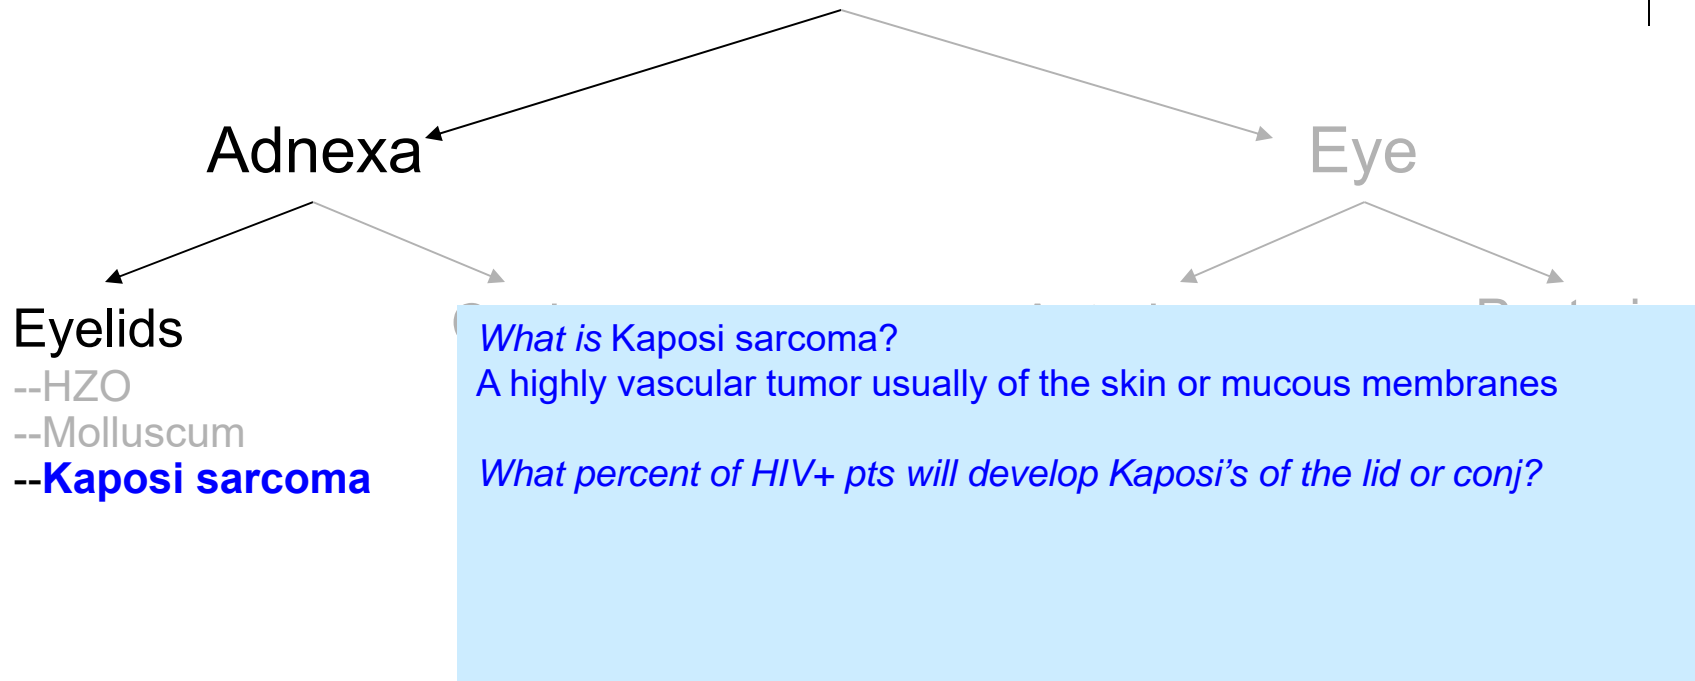 Adnexa
Eye
Eyelids
--HZO
--Molluscum
--Kaposi sarcoma
What is Kaposi sarcoma?
A highly vascular tumor usually of the skin or mucous membranes
What percent of HIV+ pts will develop Kaposi’s of the lid or conj?